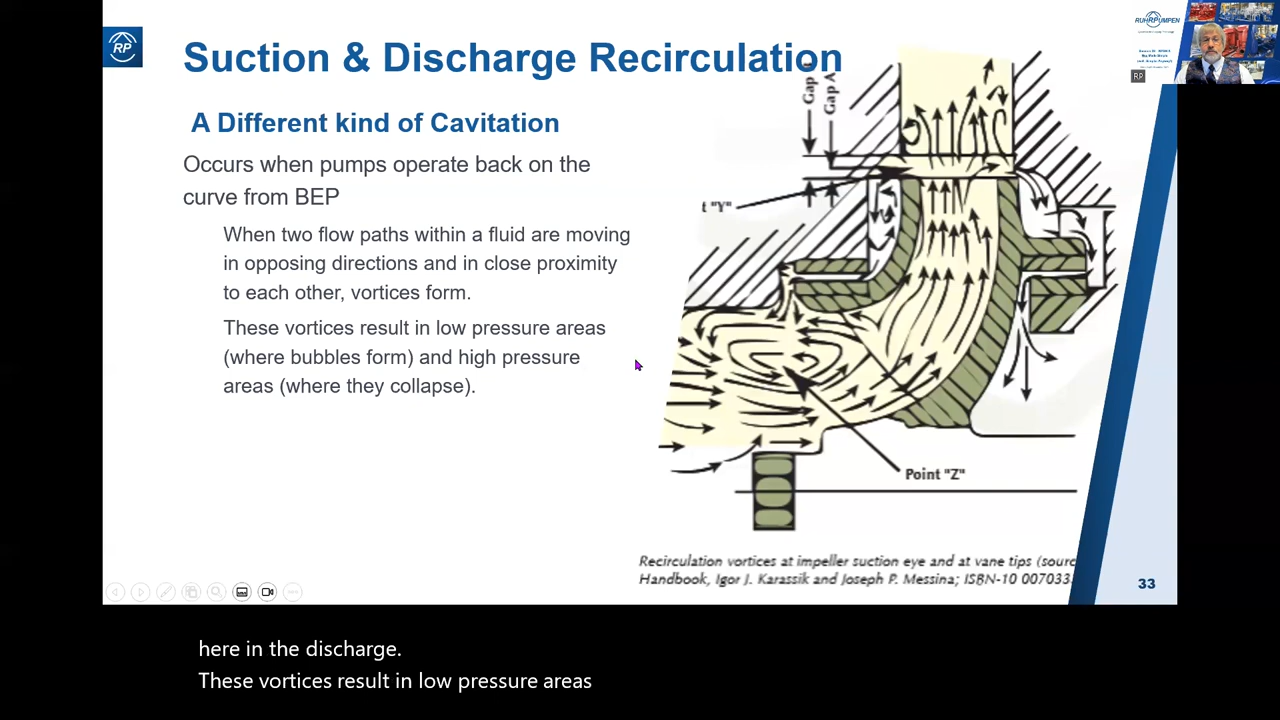 RP
Suction & Discharge Recirculation
A Different kind of Cavitation
Occurs when pumps operate back on the
curve from BEP
When two flow paths within a fluid are moving
in opposing directions and in close proximity
to each other, vortices form.
These vortices result in low pressure areas
(where bubbles form) and high pressure
areas (where they collapse).
Gap
Gap A
t "Y"
Point "Z"
Recirculation vortices at impeller suction eye and at vane tips (sourc
Handbook, Igor J. Karassik and Joseph P. Messina; ISBN-10 007033
33
RUHRPUMPEN
RP
here in the discharge.
These vortices result in low pressure areas